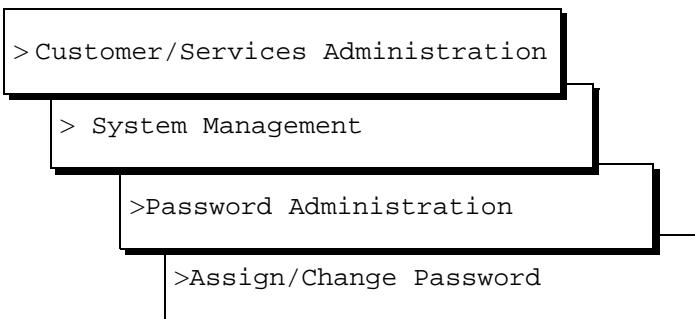 > Customer/Services Administration
> System Management
>Password Administration
>Assign/Change Password